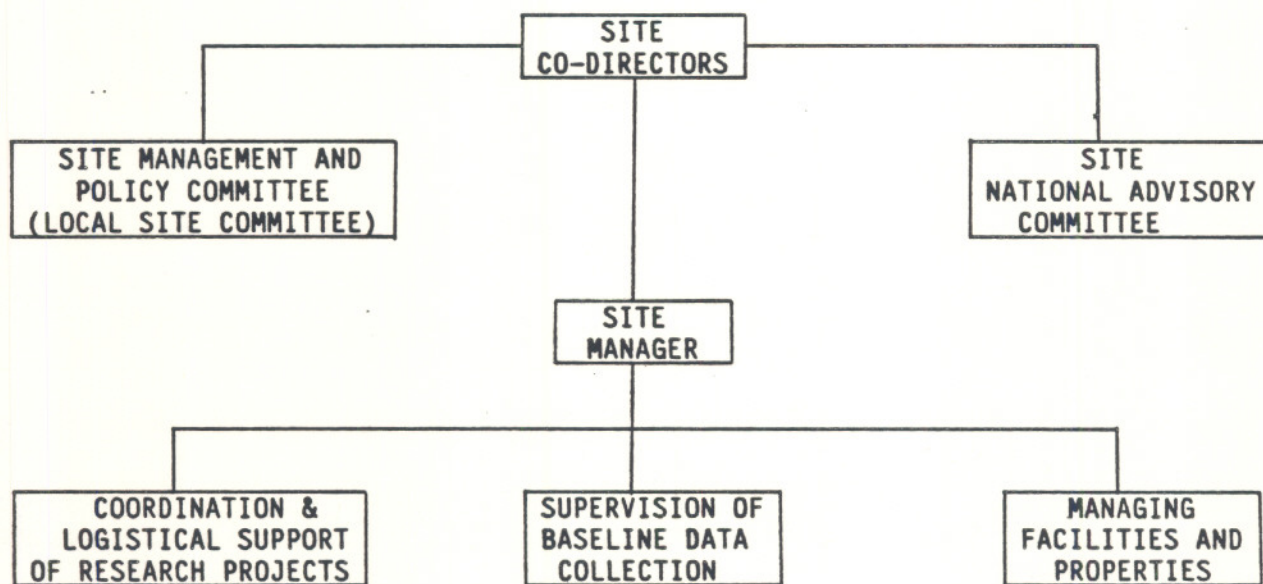 SITE
CO-DIRECTORS
SITE MANAGEMENT AND
POLICY COMMITTEE
(LOCAL SITE COMMITTEE)
SITE
NATIONAL ADVISORY
COMMITTEE
SITE
MANAGER
COORDINATION &
LOGISTICAL SUPPORT
OF RESEARCH PROJECTS
SUPERVISION OF
BASELINE DATA
COLLECTION
MANAGING
FACILITIES AND
PROPERTIES